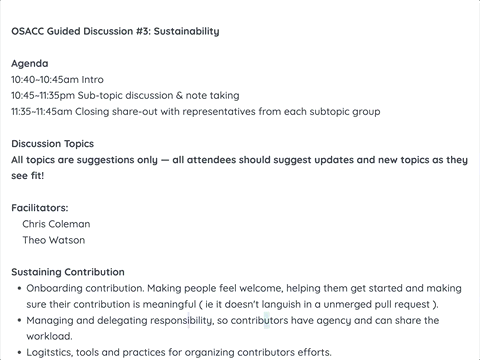 OSACC Guided Discussion #3: Sustainability
Agenda
10:40~10:45am Intro
10:45~11:35pm Sub-topic discussion & note taking
11:35~11:45am Closing share-out with representatives from each subtopic group
Discussion Topics
All topics are suggestions only — all attendees should suggest updates and new topics as they
see fit!
Facilitators:
Chris Coleman
Theo Watson
Sustaining Contribution
• Onboarding contribution. Making people feel welcome, helping them get started and making
sure their contribution is meaningful ( ie it doesn't languish in a unmerged pull request ).
• Managing and delegating responsibility, so contributors have agency and can share the
workload.
• Logitstics, tools and practices for organizing contributors efforts.